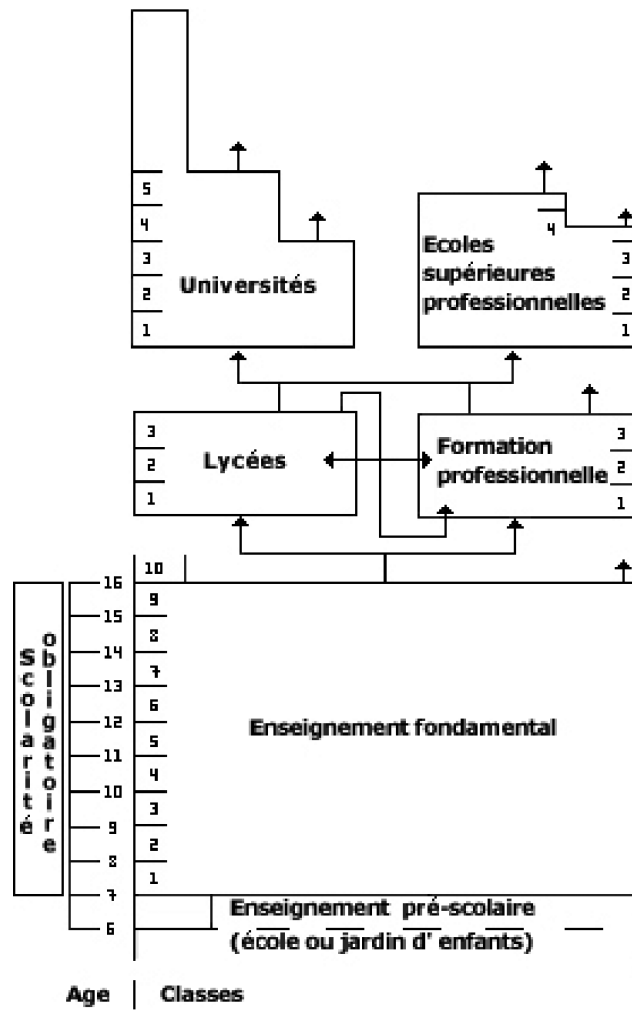 5
4
3
2
1
Universités
4
3
2
1
Ecoles
supérieures
professionnelles
3
2
1
Lycées
3
2
1
Formation
professionnelle
10
9
8
7
6
5
4
3
2
1
16
15
14
13
12
11
10
9
8
7
6
Scolarité
obligatoire
Enseignement fondamental
Enseignement pré-scolaire
(école ou jardin d' enfants)
Age | Classes